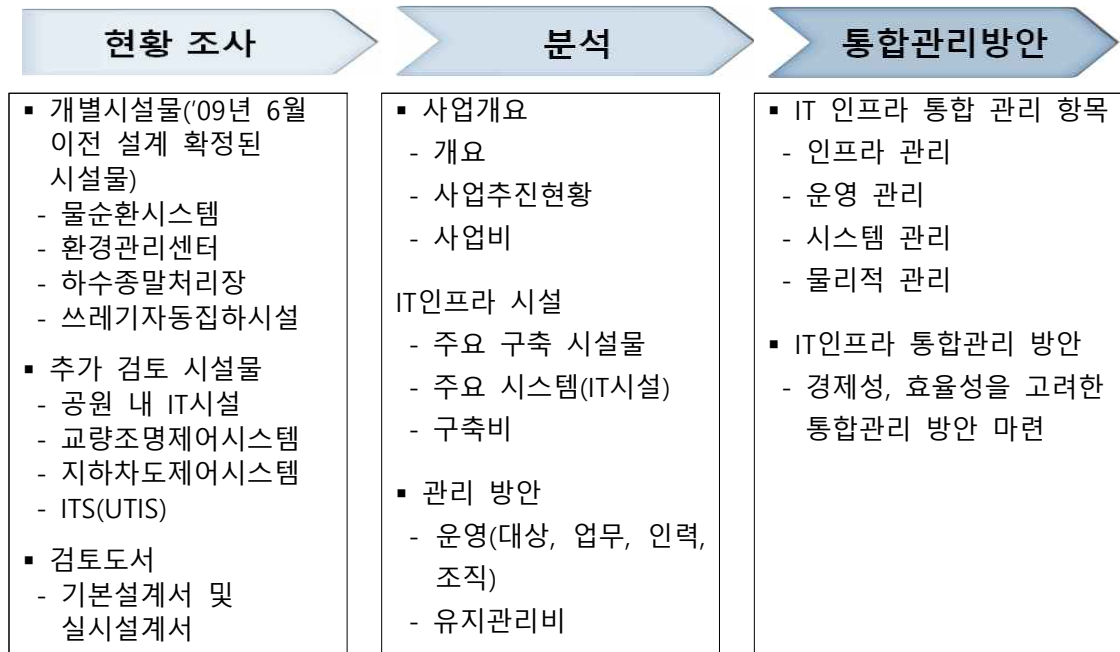 현황 조사
▪ 개별시설물('09년 6월
이전 설계 확정된
시설물)
- 물순환시스템
- 환경관리센터
- 하수종말처리장
- 쓰레기자동집하시설
▪ 추가 검토 시설물
- 공원 내 IT시설
- 교량조명제어시스템
- 지하차도제어시스템
- ITS(UTIS)
▪ 검토도서
- 기본설계서 및
실시설계서
분석
▪ 사업개요
- 개요
- 사업추진현황
- 사업비
IT인프라 시설
- 주요 구축 시설물
- 주요 시스템(IT시설)
- 구축비
▪ 관리 방안
- 운영(대상, 업무, 인력,
조직)
- 유지관리비
통합관리방안
▪ IT 인프라 통합 관리 항목
- 인프라 관리
- 운영 관리
- 시스템 관리
- 물리적 관리
▪ IT인프라 통합관리 방안
- 경제성, 효율성을 고려한
통합관리 방안 마련